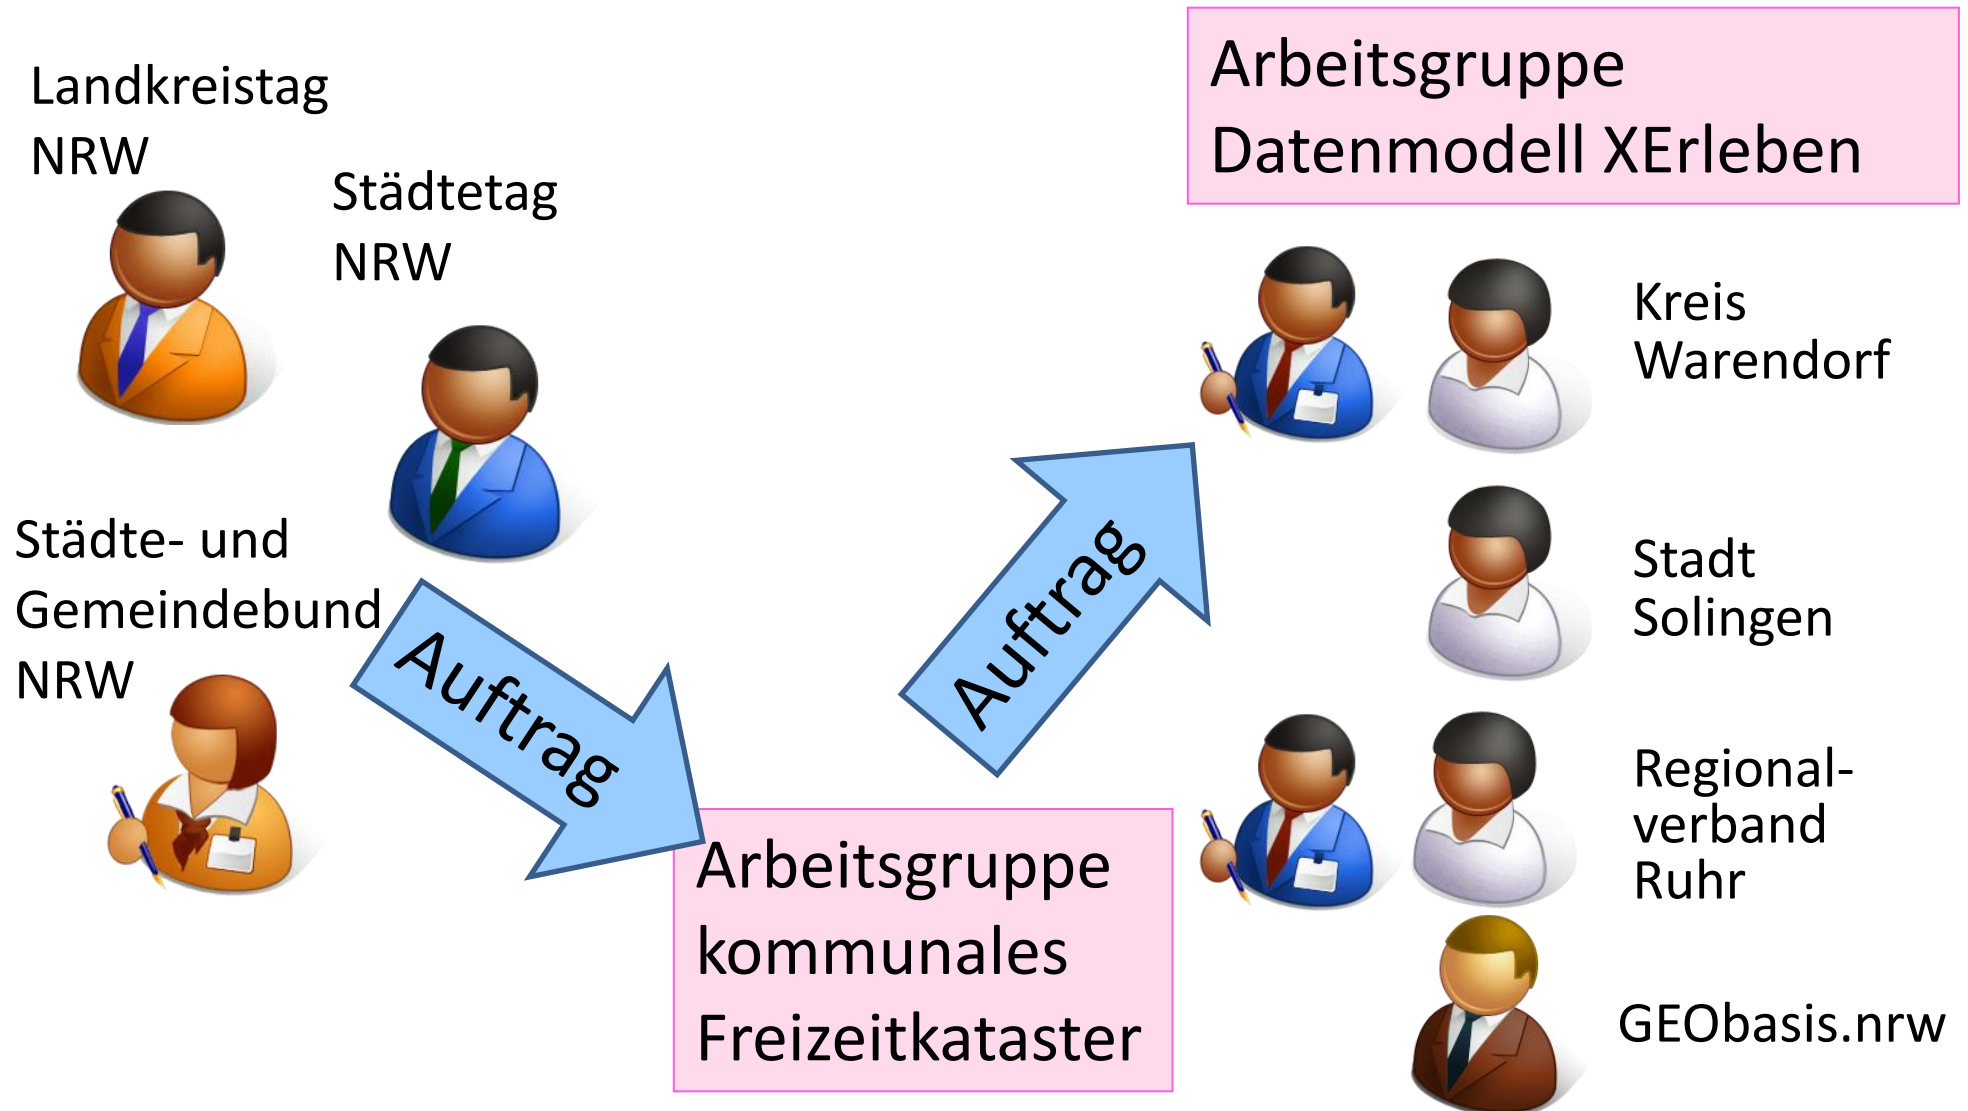 Landkreistag
NRW
Städtetag
NRW
Städte- und
Gemeindebund
NRW
Auftrag
Arbeitsgruppe
kommunales
Freizeitkataster
Auftrag
Arbeitsgruppe
Datenmodell XErleben
Kreis
Warendorf
Stadt
Solingen
Regional-
verband
Ruhr
GEObasis.nrw